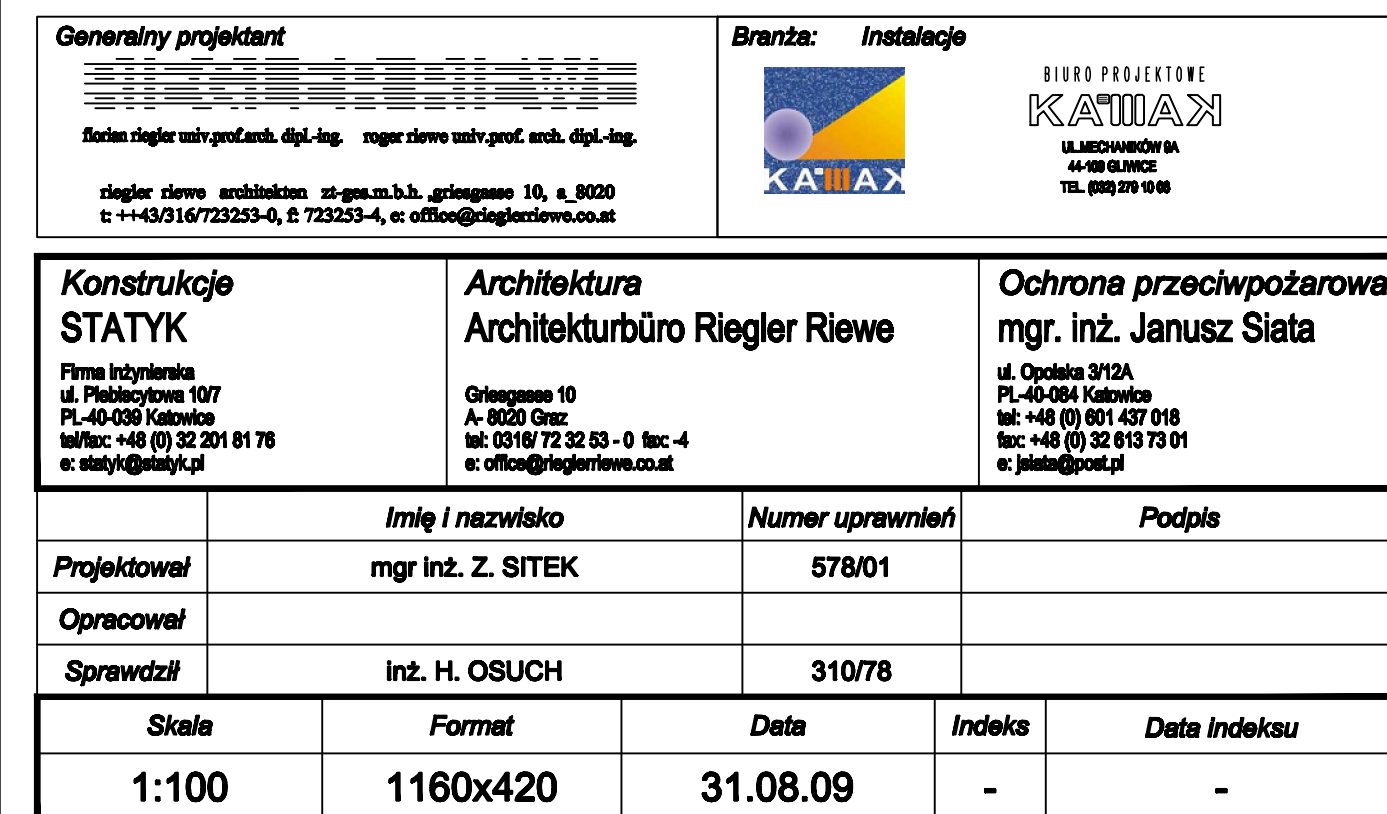 Generalny projektant
florian riegler univ.prof.arch. dipl.-ing. roger riewe univ.prof. arch. dipl.-ing.
riegler riewe architekten zt-ges.m.b.h. ,griesgasse 10, a_8020
t: ++43/316/723253-0, f: 723253-4, e: office@rieglerriewe.co.at
Branża: Instalacje
KAMAK
BIURO PROJEKTOWE
KAMAK
UL.MECHANIKÓW 9A
44-109 GLIWICE
TEL. (032) 279 10 66
Konstrukcje
STATYK
Firma inżynierska
ul. Plebiscytowa 10/7
PL-40-039 Katowice
tel/fax: +48 (0) 32 201 81 76
e: statyk@statyk.pl
Architektura
Architekturbüro Riegler Riewe
Griesgasse 10
A- 8020 Graz
tel: 0316/ 72 32 53 - 0 fax: -4
e: office@rieglerriewe.co.at
Ochrona przeciwpożarowa
mgr. inż. Janusz Siata
ul. Opolska 3/12A
PL-40-084 Katowice
tel: +48 (0) 601 437 018
fax: +48 (0) 32 613 73 01
e: jsiata@post.pl
Imię i nazwisko Numer uprawnień Podpis
Projektował mgr inż. Z. SITEK 578/01
Opracował
Sprawdził inż. H. OSUCH 310/78
Skala Format Data Indeks Data indeksu
1:100 1160x420 31.08.09 - -